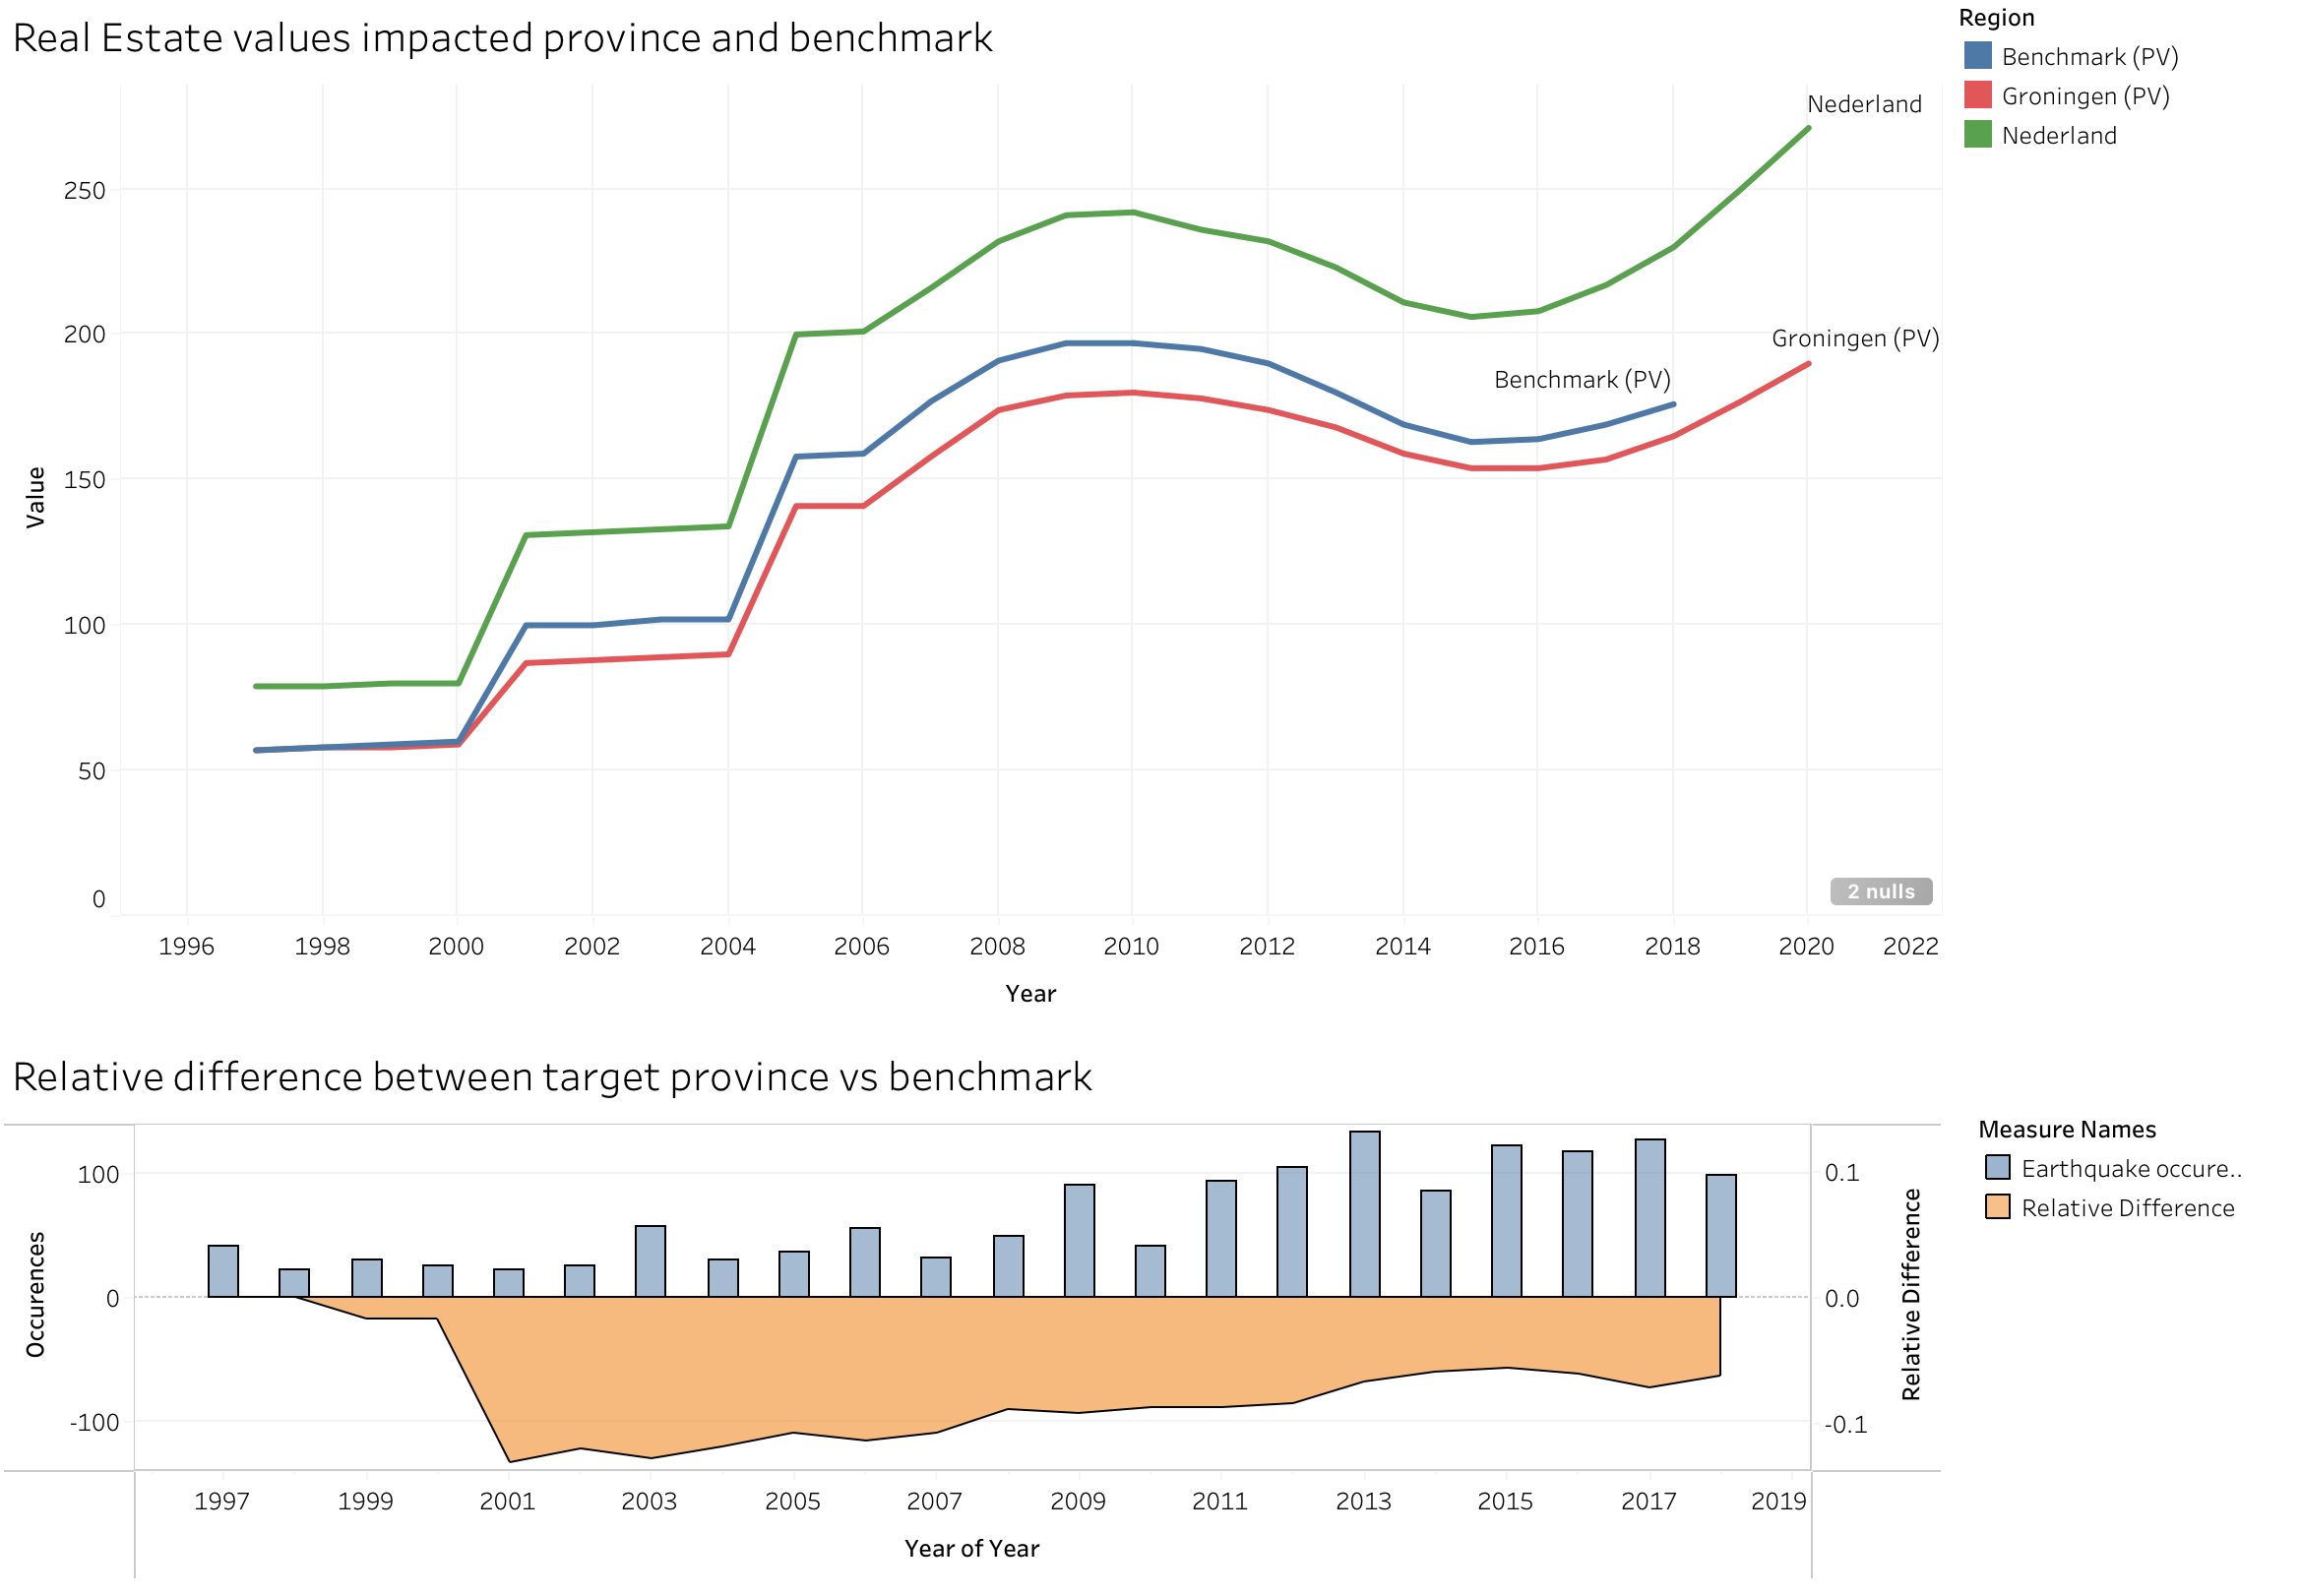 Real Estate values impacted province and benchmark
Region
Benchmark (PV)
Groningen (PV)
Nederland
Nederland
Groningen (PV)
Benchmark (PV)
Value
250
200
150
100
50
0
2 nulls
1996 1998 2000 2002 2004 2006 2008 2010 2012 2014 2016 2018 2020 2022
Year
Relative difference between target province vs benchmark
Measure Names
Earthquake occure..
Relative Difference
Occurences
100
0
-100
0.1
0.0
-0.1
Relative Difference
1997 1999 2001 2003 2005 2007 2009 2011 2013 2015 2017 2019
Year of Year